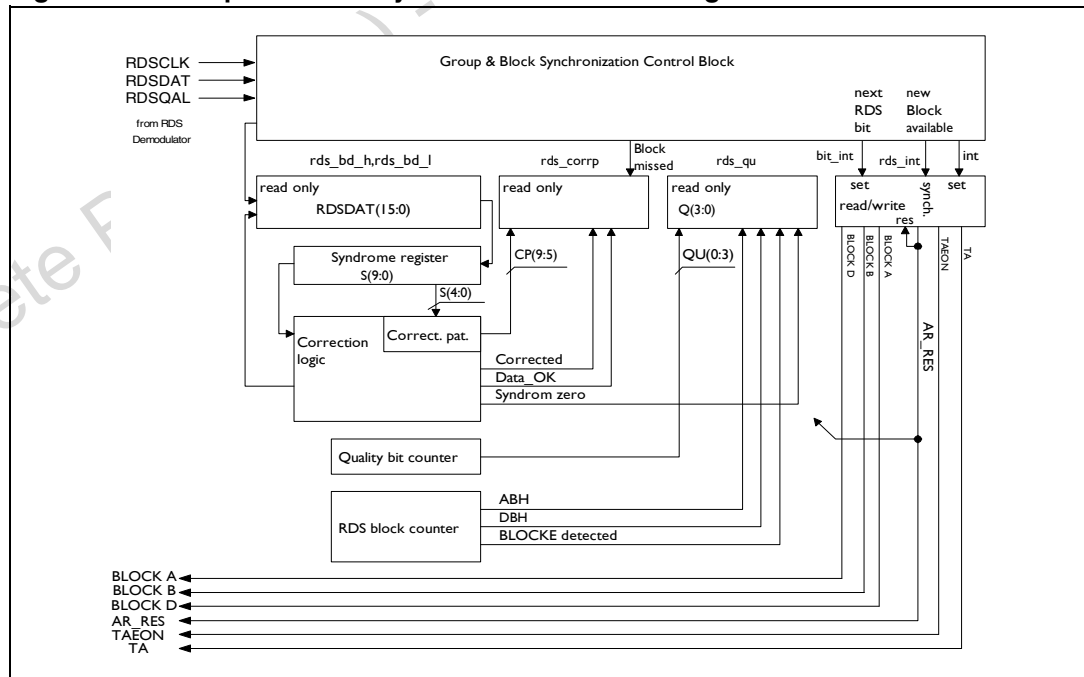 RDSCLK
RDSDAT
RDSQAL
from RDS
Demodulator
Group & Block Synchronization Control Block
next
RDS
bit
new
Block
available
Block
missed
bit_int
rds_int
int
rds_bd_h,rds_bd_l
rds_corrp
rds_qu
read only
RDSDAT(15:0)
read only
read only
Q(3:0)
set
synch.
set
read/write
res
Syndrome register
S(9:0)
S(4:0)
CP(9:5)
QU(0:3)
BLOCK D
BLOCK B
BLOCK A
TAEON
TA
AR_RES
Correction
logic
Correct. pat.
Corrected
Data_OK
Syndrom zero
Quality bit counter
RDS block counter
ABH
DBH
BLOCKE detected
BLOCK A
BLOCK B
BLOCK D
AR_RES
TAEON
TA